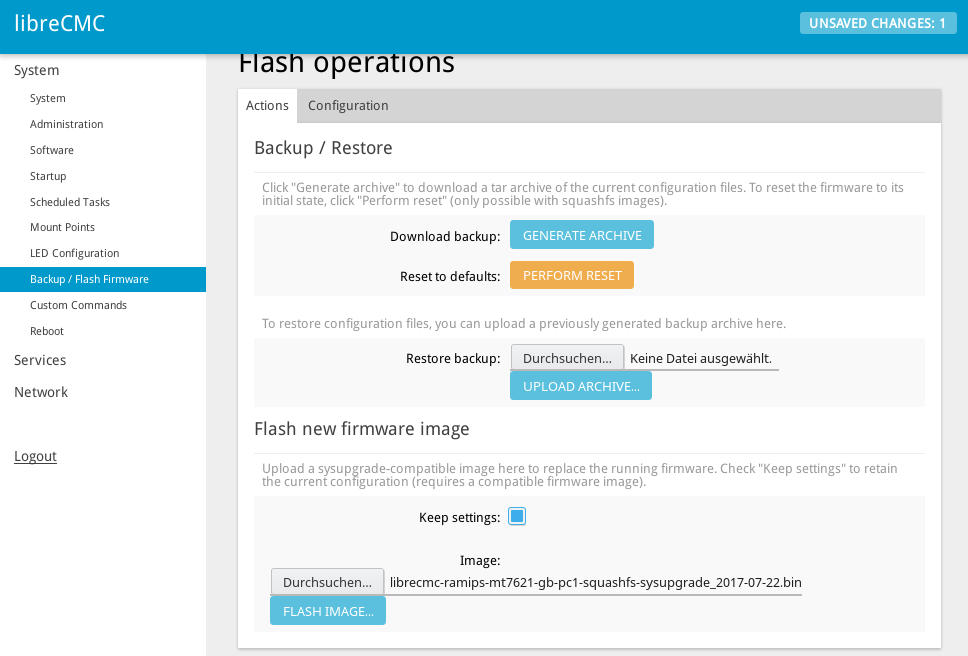 libreCMC
UNSAVED CHANGES: 1
System
System
Administration
Software
Startup
Scheduled Tasks
Mount Points
LED Configuration
Backup / Flash Firmware
Custom Commands
Reboot
Services
Network
Logout
Flash operations
Actions Configuration
Backup / Restore
Click "Generate archive" to download a tar archive of the current configuration files. To reset the firmware to its
initial state, click "Perform reset" (only possible with squashfs images).
Download backup: GENERATE ARCHIVE
Reset to defaults: PERFORM RESET
To restore configuration files, you can upload a previously generated backup archive here.
Restore backup: Durchsuchen... Keine Datei ausgewählt.
UPLOAD ARCHIVE...
Flash new firmware image
Upload a sysupgrade-compatible image here to replace the running firmware. Check "Keep settings" to retain
the current configuration (requires a compatible firmware image).
Keep settings:
Image:
Durchsuchen... librecmc-ramips-mt7621-gb-pc1-squashfs-sysupgrade_2017-07-22.bin
FLASH IMAGE...